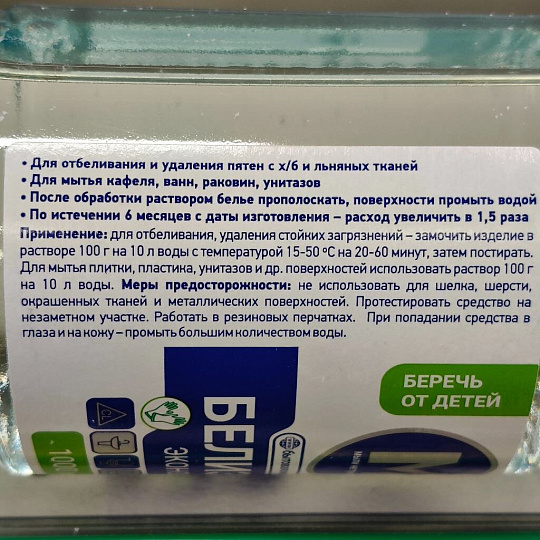 • Для отбеливания и удаления пятен с х/б и льняных тканей
• Для мытья кафеля, ванн, раковин, унитазов
• После обработки раствором белье прополоскать, поверхности промыть водой
• По истечении 6 месяцев с даты изготовления – расход увеличить в 1,5 раза
Применение: для отбеливания, удаления стойких загрязнений – замочить изделие в
растворе 100 г на 10 л воды с температурой 15-50 ºС на 20-60 минут, затем постирать.
Для мытья плитки, пластика, унитазов и др. поверхностей использовать раствор 100 г
на 10 л воды. Меры предосторожности: не использовать для шелка, шерсти,
окрашенных тканей и металлических поверхностей. Протестировать средство на
незаметном участке. Работать в резиновых перчатках. При попадании средства в
глаза и на кожу – промыть большим количеством воды.
БЕРЕЧЬ
ОТ ДЕТЕЙ
CL